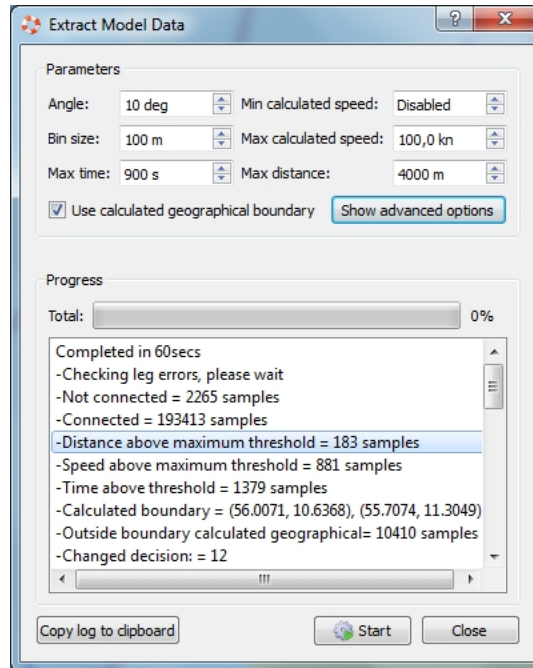 Extract Model Data
Parameters
Angle: 10 deg Min calculated speed: Disabled
Bin size: 100 m Max calculated speed: 100,0 kn
Max time: 900 s Max distance: 4000 m
Use calculated geographical boundary Show advanced options
Progress
Total: 0%
Completed in 60secs
-Checking leg errors, please wait
-Not connected = 2265 samples
-Connected = 193413 samples
-Distance above maximum threshold = 183 samples
-Speed above maximum threshold = 881 samples
-Time above threshold = 1379 samples
-Calculated boundary = (56.0071, 10.6368), (55.7074, 11.3049)
-Outside boundary calculated geographical= 10410 samples
-Changed decision: = 12
Copy log to clipboard Start Close